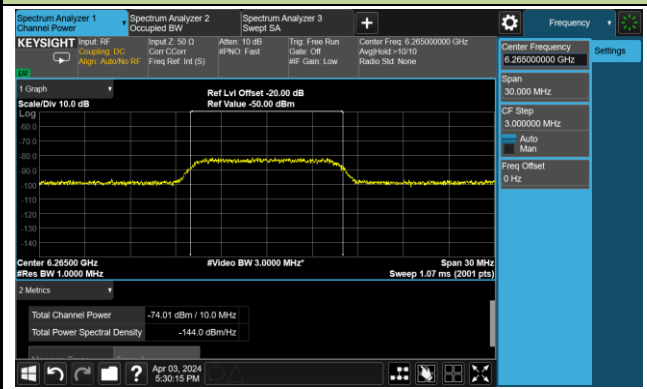 Spectrum Analyzer 1
Channel Power
Spectrum Analyzer 2
Occupied BW
Spectrum Analyzer 3
Swept SA
Frequency
KEYSIGHT
Input: RF
Coupling: DC
Align: Auto/No RF
Input Z: 50 Ω
Corr CCorr
Freq Ref: Int (S)
Atten: 10 dB
#PNO: Fast
Trig: Free Run
Gate: Off
#IF Gain: Low
Center Freq: 6.265000000 GHz
Avg|Hold:>10/10
Radio Std: None
Center Frequency
6.265000000 GHz
Settings
Span
30.000 MHz
CF Step
3.000000 MHz
Auto
Man
Freq Offset
0 Hz
1 Graph
Scale/Div 10.0 dB
Ref Lvl Offset -20.00 dB
Ref Value -50.00 dBm
Log
-60.0
-70.0
-80.0
-90.0
-100
-110
-120
-130
-140
Center 6.26500 GHz
#Video BW 3.0000 MHz*
Span 30 MHz
#Res BW 1.0000 MHz
Sweep 1.07 ms (2001 pts)
2 Metrics
Total Channel Power -74.01 dBm / 10.0 MHz
Total Power Spectral Density -144.0 dBm/Hz
?
Apr 03, 2024
5:30:15 PM